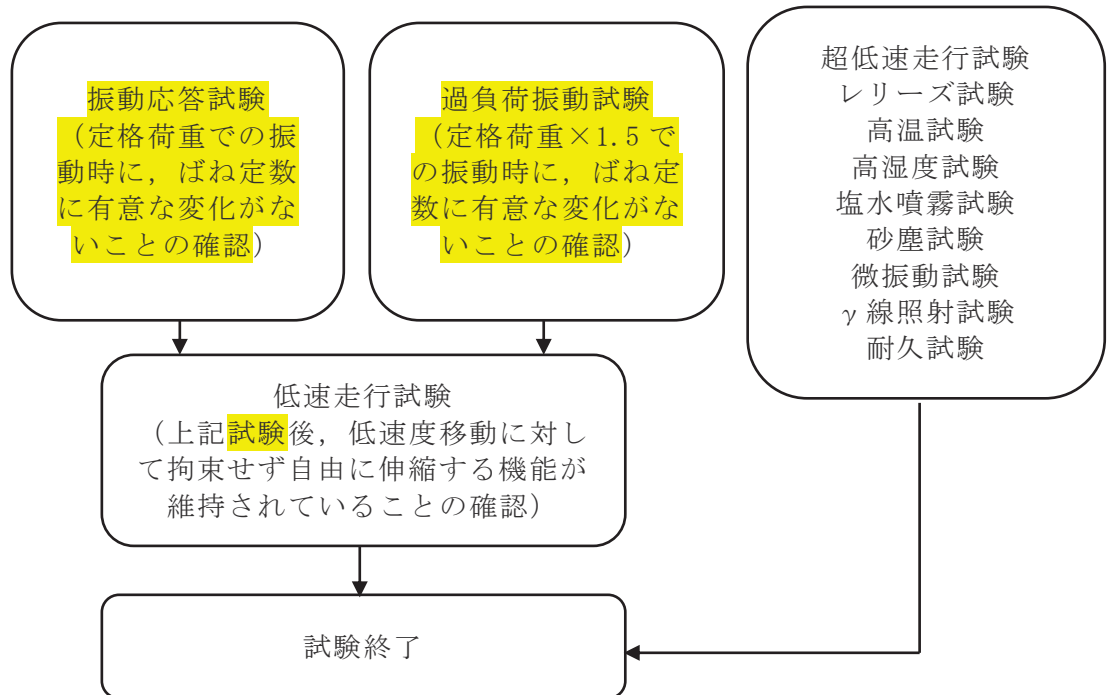 振動応答試験
（定格荷重での振
動時に，ばね定数
に有意な変化がな
いことの確認）
過負荷振動試験
（定格荷重×1.5 で
の振動時に，ばね定
数に有意な変化がな
いことの確認）
超低速走行試験
レリーズ試験
高温試験
高湿度試験
塩水噴霧試験
砂塵試験
微振動試験
γ線照射試験
耐久試験
低速走行試験
（上記試験後，低速度移動に対し
て拘束せず自由に伸縮する機能が
維持されていることの確認）
試験終了